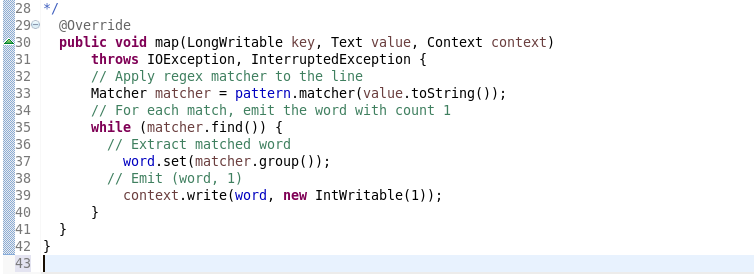 28 */
29 @Override
30 public void map(LongWritable key, Text value, Context context)
31 throws IOException, InterruptedException {
32 // Apply regex matcher to the line
33 Matcher matcher = pattern.matcher(value.toString());
34 // For each match, emit the word with count 1
35 while (matcher.find()) {
36 // Extract matched word
37 word.set(matcher.group());
38 // Emit (word, 1)
39 context.write(word, new IntWritable(1));
40 }
41 }
42 }
43